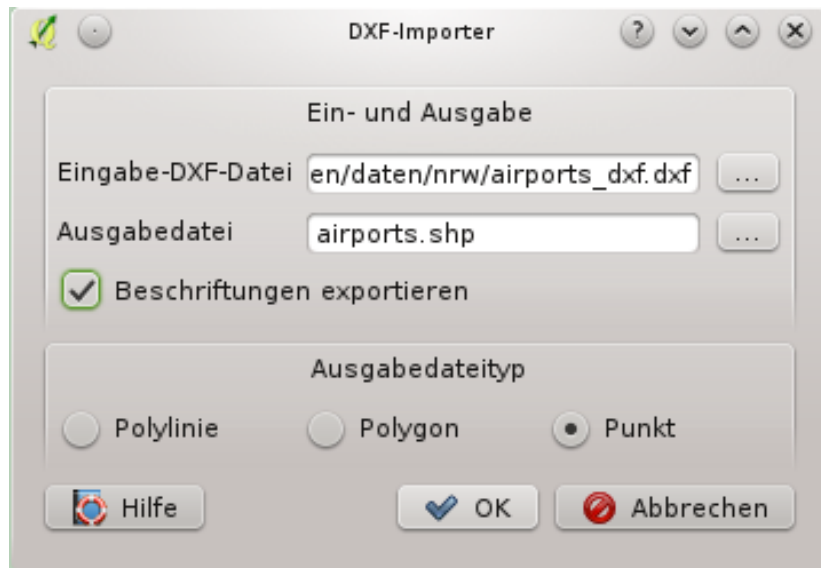 DXF-Importer
Ein- und Ausgabe
Eingabe-DXF-Datei en/daten/nrw/airports_dxf.dxf ...
Ausgabedatei airports.shp ...
Beschriftungen exportieren
Ausgabedateityp
Polylinie Polygon Punkt
Hilfe OK Abbrechen